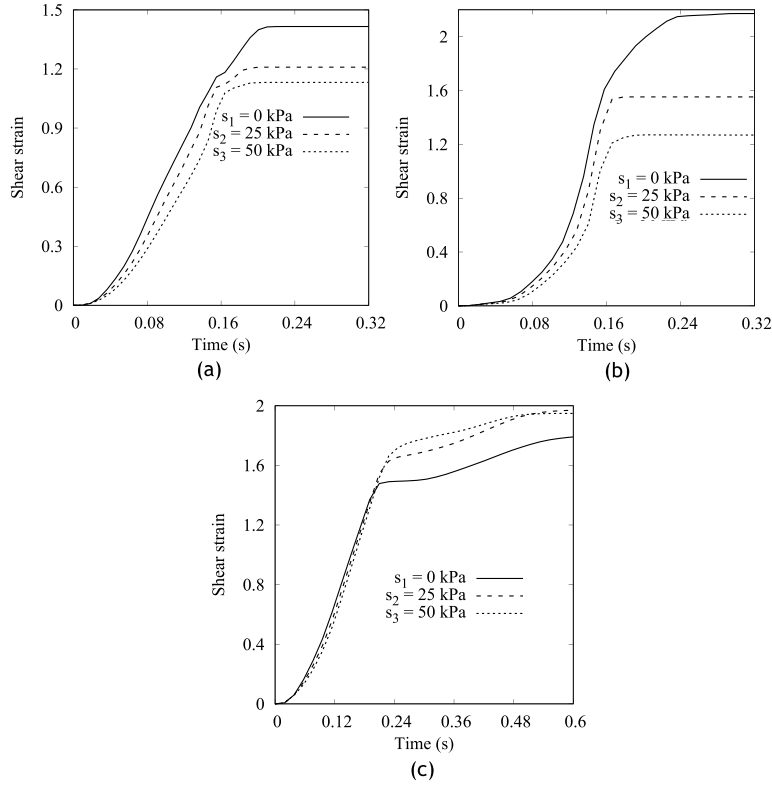 1.5
1.2
0.9
0.6
0.3
0
Shear strain
s1 = 0 kPa
s2 = 25 kPa
s3 = 50 kPa
0 0.08 0.16 0.24 0.32
Time (s)
(a)
2
1.6
1.2
0.8
0.4
0
Shear strain
s1 = 0 kPa
s2 = 25 kPa
s3 = 50 kPa
0 0.08 0.16 0.24 0.32
Time (s)
(b)
2
1.6
1.2
0.8
0.4
0
Shear strain
s1 = 0 kPa
s2 = 25 kPa
s3 = 50 kPa
0 0.12 0.24 0.36 0.48 0.6
Time (s)
(c)